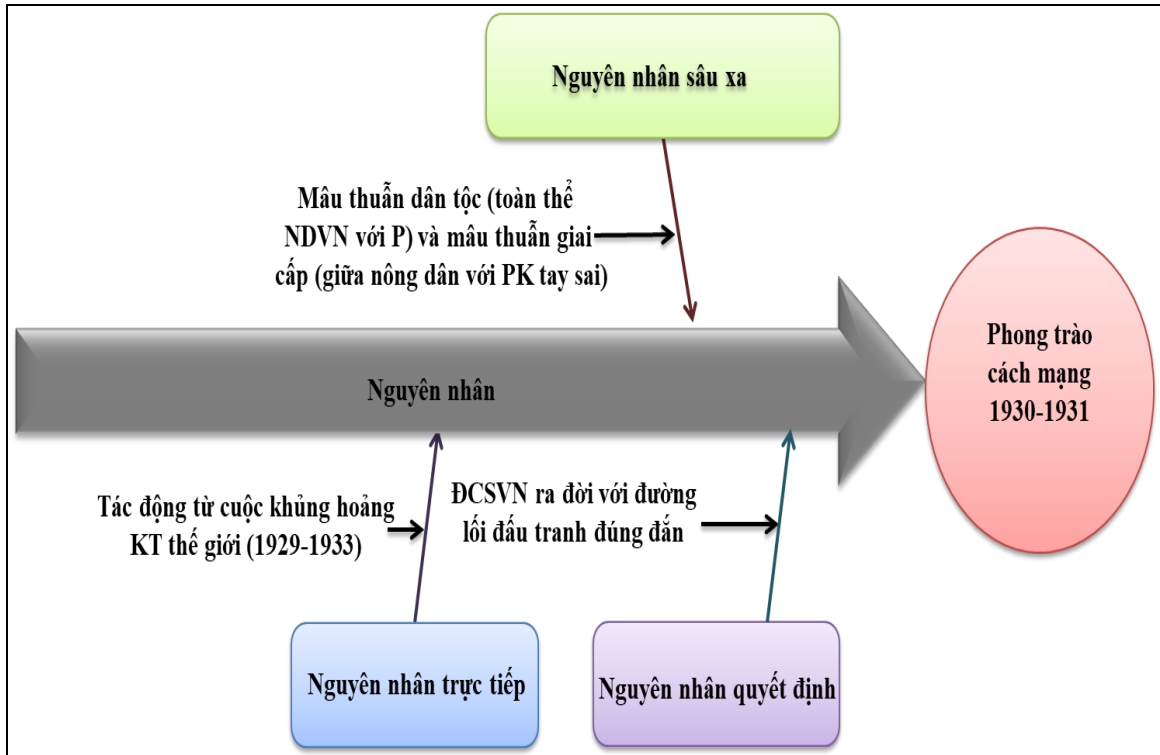 Nguyên nhân sâu xa
Mâu thuẫn dân tộc (toàn thể
NDVN với P) và mâu thuẫn giai
cấp (giữa nông dân với PK tay sai)
Phong trào
cách mạng
1930-1931
Nguyên nhân
Tác động từ cuộc khủng hoảng
KT thế giới (1929-1933)
ĐCSVN ra đời với đường
lối đấu tranh đúng đắn
Nguyên nhân trực tiếp
Nguyên nhân quyết định